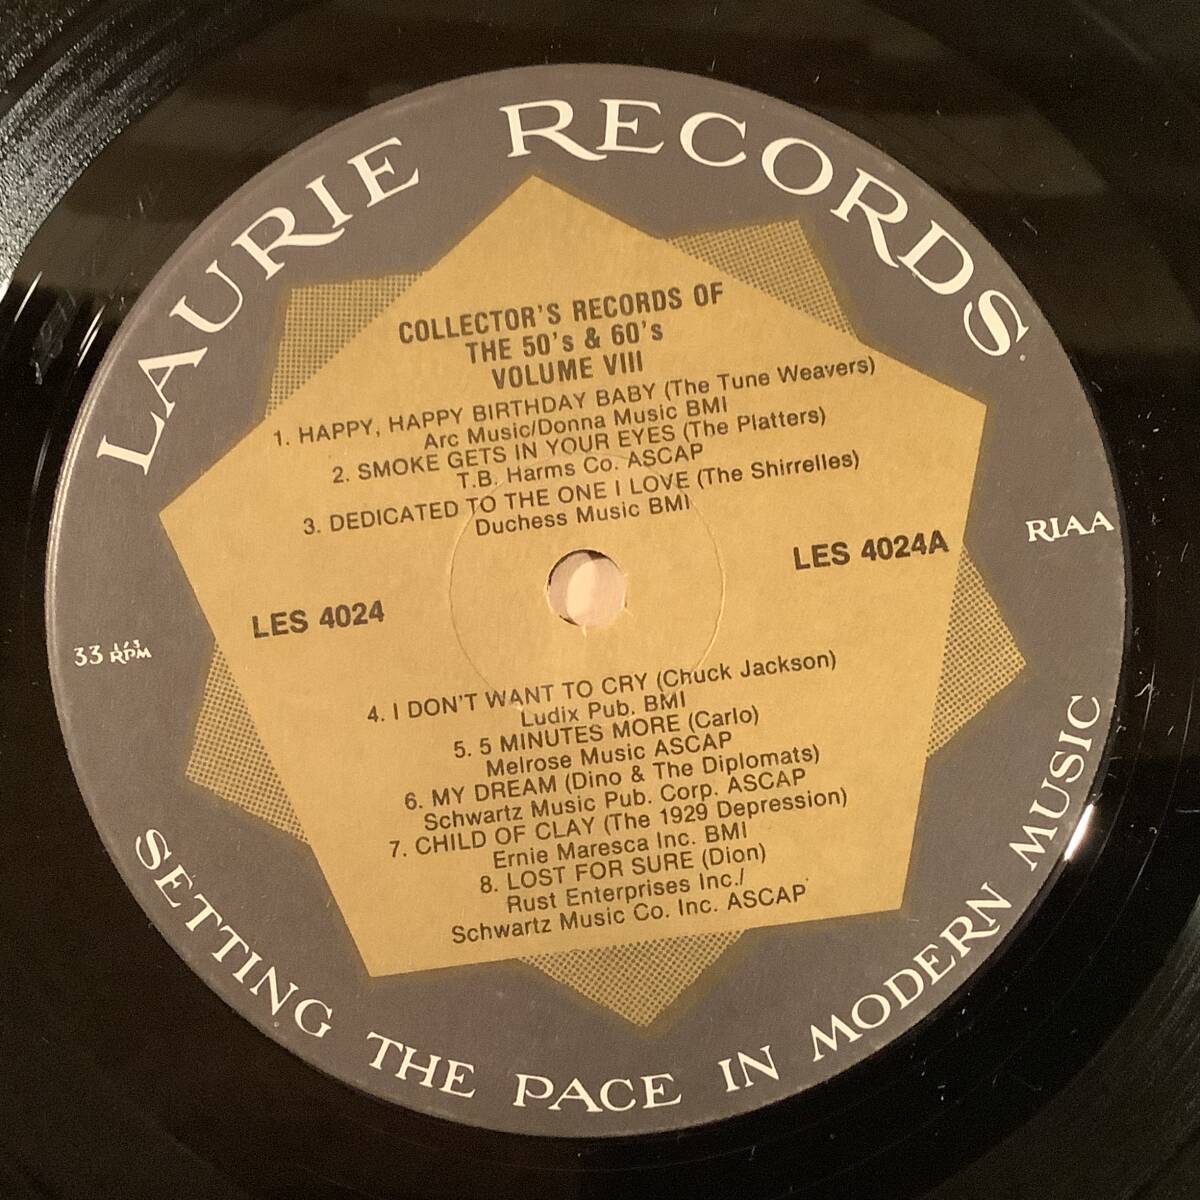 LAURIE RECORDS
COLLECTOR'S RECORDS OF
THE 50's & 60's
VOLUME VIII
1. HAPPY, HAPPY BIRTHDAY BABY (The Tune Weavers)
Arc Music/Donna Music BMI
2. SMOKE GETS IN YOUR EYES (The Platters)
T.B. Harms Co. ASCAP
3. DEDICATED TO THE ONE I LOVE (The Shirrelles)
Duchess Music BMI
RIAA
LES 4024A
LES 4024
33 1/3 RPM
4. I DON'T WANT TO CRY (Chuck Jackson)
Ludix Pub. BMI
5. 5 MINUTES MORE (Carlo)
Melrose Music ASCAP
6. MY DREAM (Dino & The Diplomats)
Schwartz Music Pub. Corp. ASCAP
7. CHILD OF CLAY (The 1929 Depression)
Ernie Maresca Inc. BMI
8. LOST FOR SURE (Dion)
Rust Enterprises Inc./
Schwartz Music Co. Inc. ASCAP
SETTING THE PACE IN MODERN MUSIC